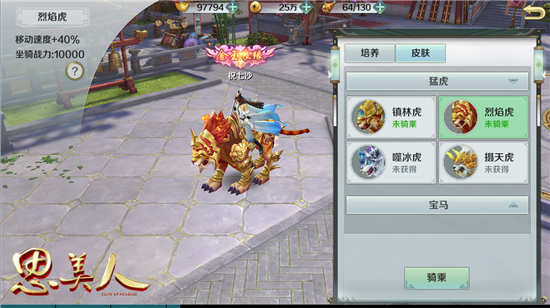 烈焰虎
97794
25万
64/130
移动速度+40%
坐骑战力:10000
?
祝七沙
培养
皮肤
猛虎
镇林虎
未骑乘
烈焰虎
未骑乘
噬冰虎
未获得
摄天虎
未获得
宝马
骑乘
思美人